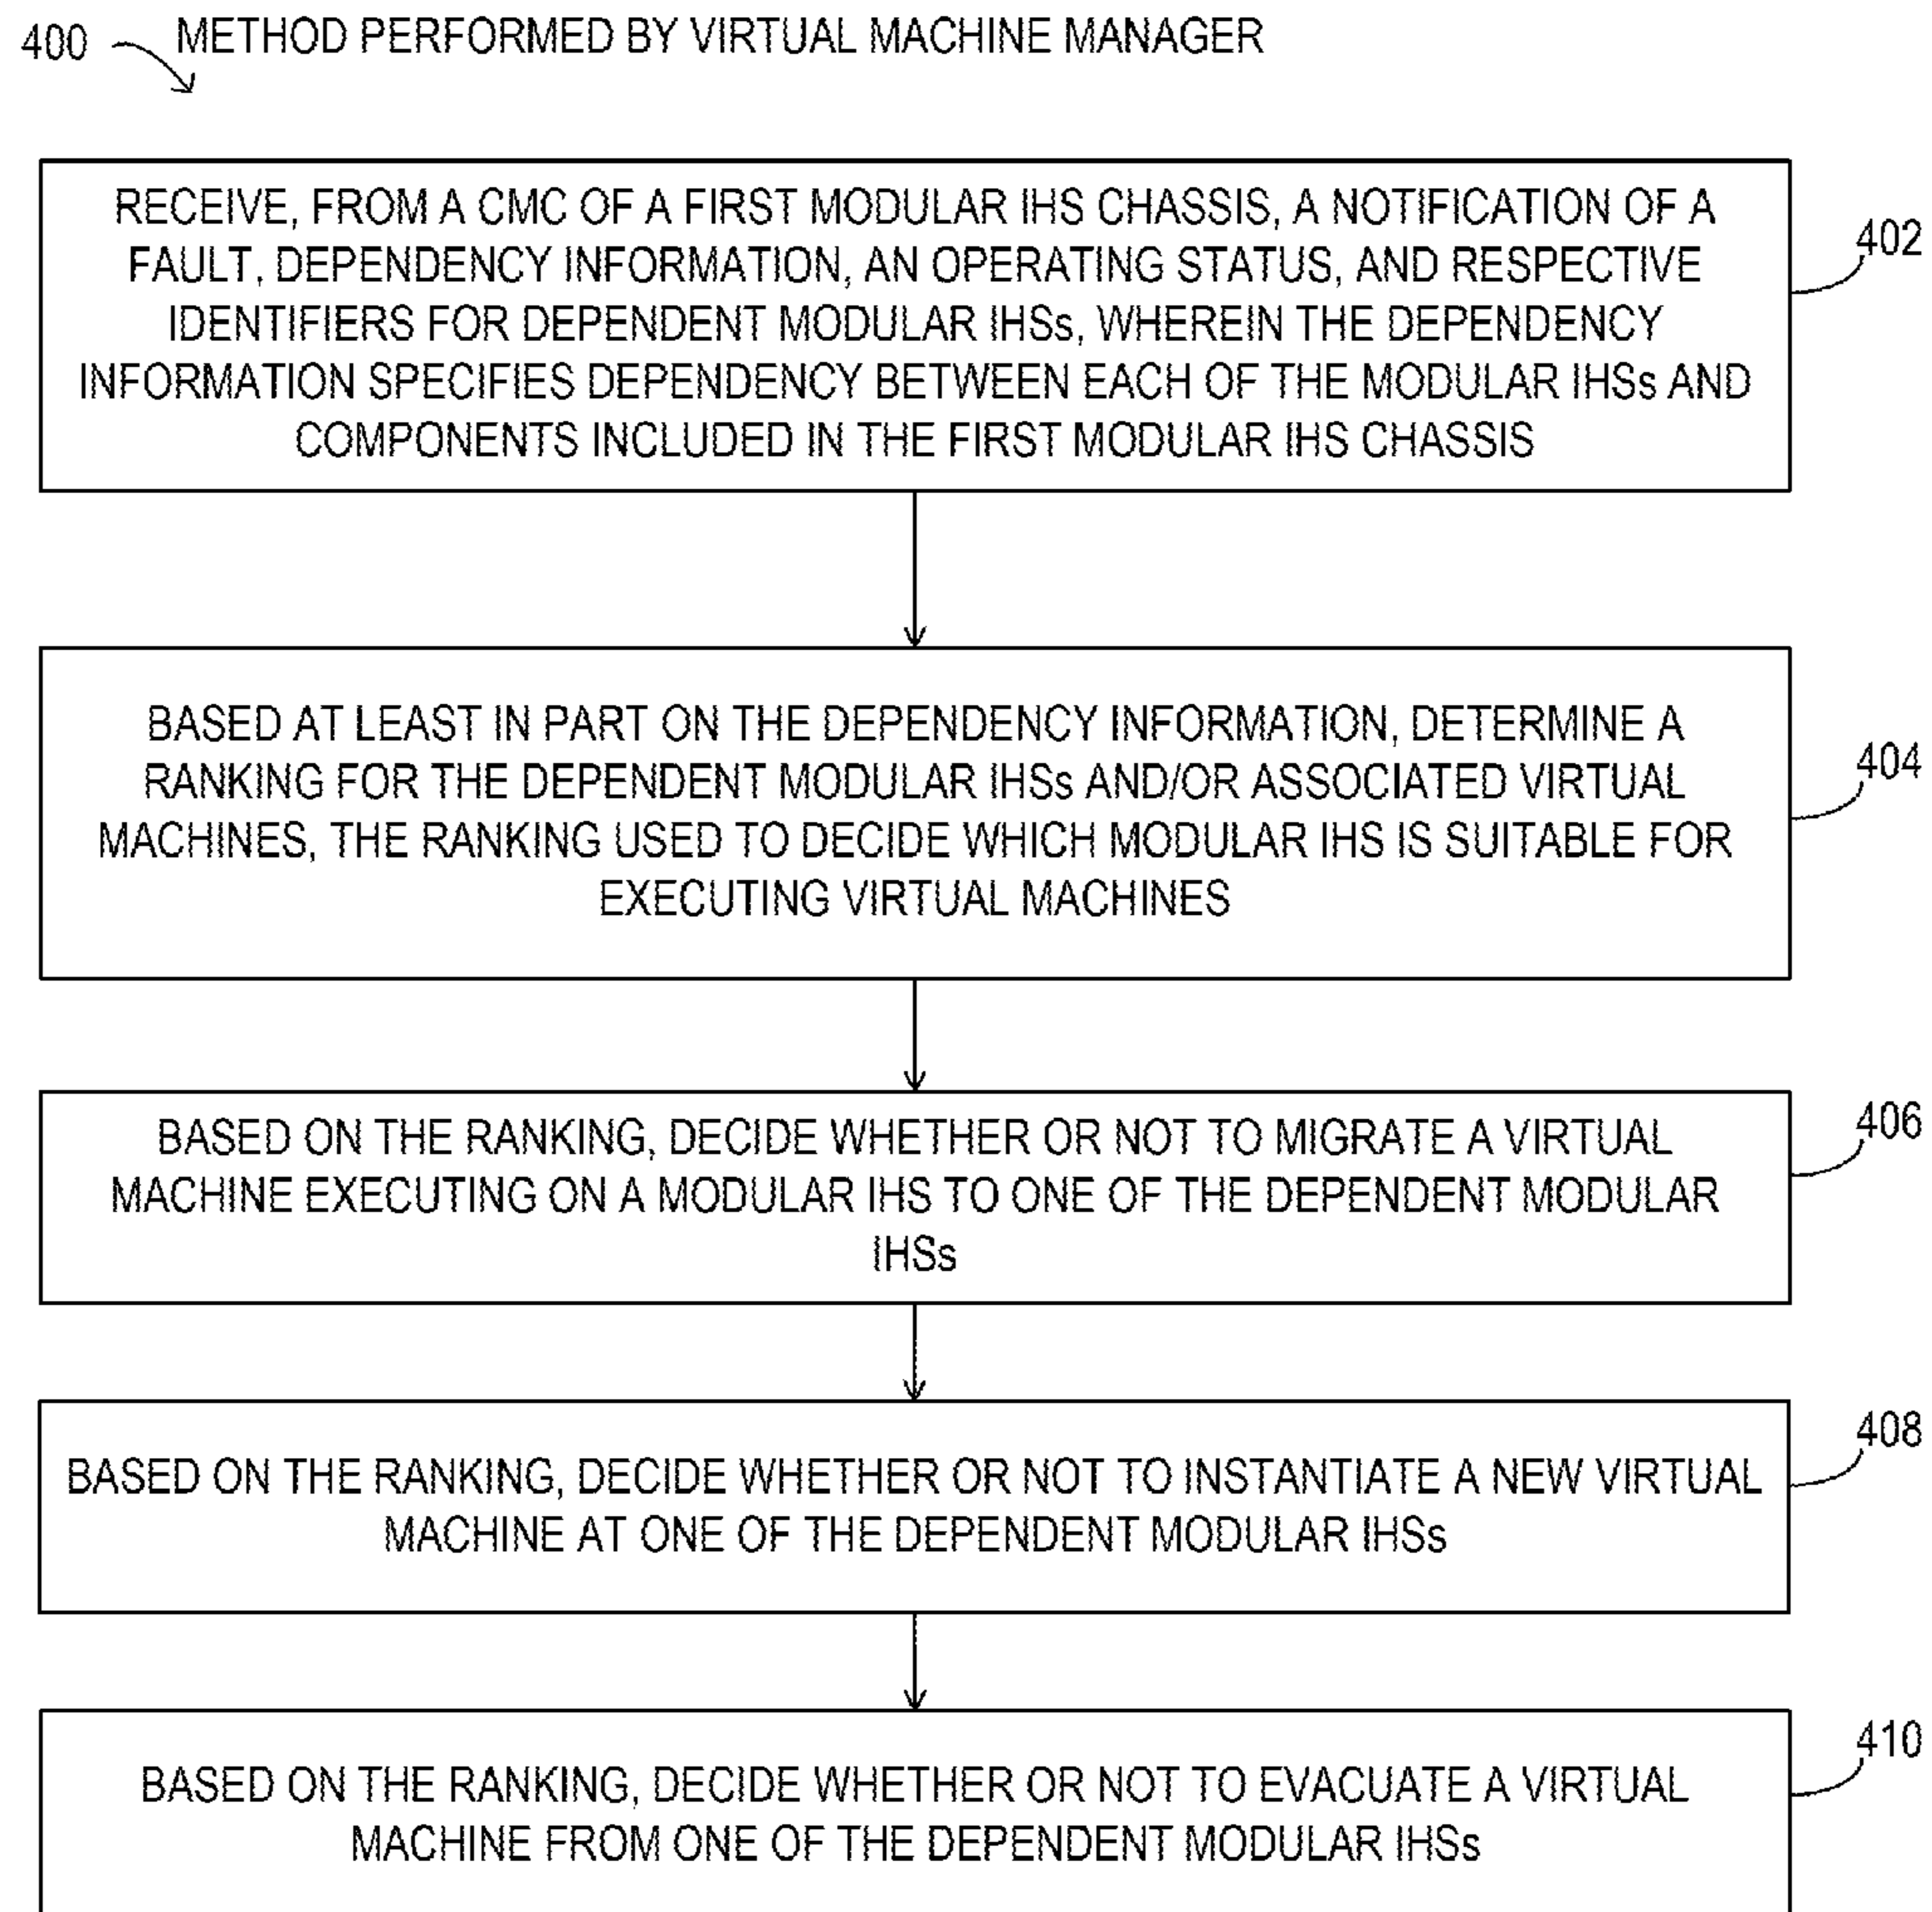 400 METHOD PERFORMED BY VIRTUAL MACHINE MANAGER
RECEIVE, FROM A CMC OF A FIRST MODULAR IHS CHASSIS, A NOTIFICATION OF A
FAULT, DEPENDENCY INFORMATION, AN OPERATING STATUS, AND RESPECTIVE
IDENTIFIERS FOR DEPENDENT MODULAR IHSs, WHEREIN THE DEPENDENCY
INFORMATION SPECIFIES DEPENDENCY BETWEEN EACH OF THE MODULAR IHSs AND
COMPONENTS INCLUDED IN THE FIRST MODULAR IHS CHASSIS
402
BASED AT LEAST IN PART ON THE DEPENDENCY INFORMATION, DETERMINE A
RANKING FOR THE DEPENDENT MODULAR IHSs AND/OR ASSOCIATED VIRTUAL
MACHINES, THE RANKING USED TO DECIDE WHICH MODULAR IHS IS SUITABLE FOR
EXECUTING VIRTUAL MACHINES
404
BASED ON THE RANKING, DECIDE WHETHER OR NOT TO MIGRATE A VIRTUAL
MACHINE EXECUTING ON A MODULAR IHS TO ONE OF THE DEPENDENT MODULAR
IHSs
406
BASED ON THE RANKING, DECIDE WHETHER OR NOT TO INSTANTIATE A NEW VIRTUAL
MACHINE AT ONE OF THE DEPENDENT MODULAR IHSs
408
BASED ON THE RANKING, DECIDE WHETHER OR NOT TO EVACUATE A VIRTUAL
MACHINE FROM ONE OF THE DEPENDENT MODULAR IHSs
410